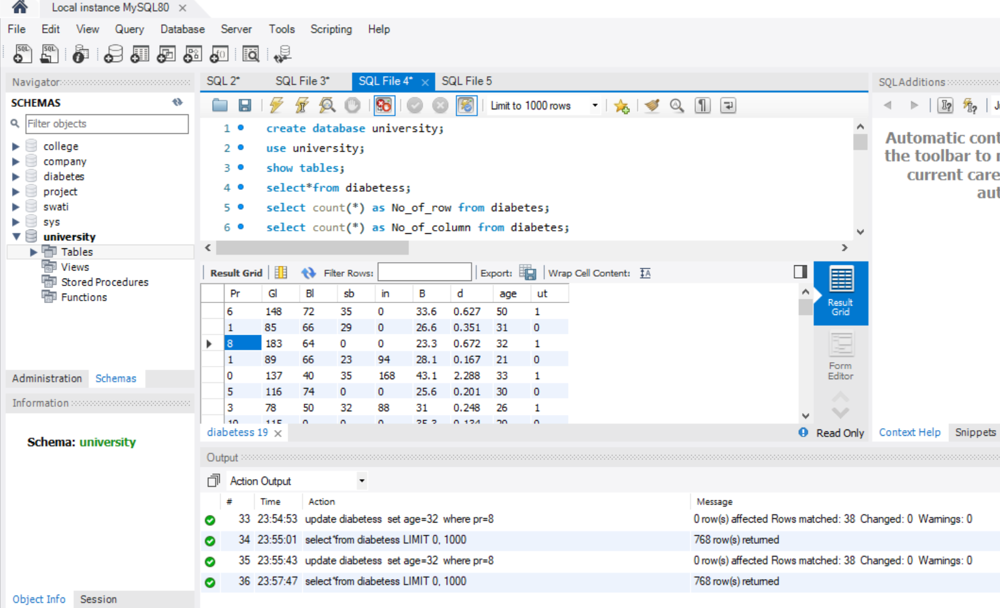 Local instance MySQL80
File Edit View Query Database Server Tools Scripting Help
Navigator
SCHEMAS
Filter objects
college
company
diabetes
project
swati
sys
university
Tables
Views
Stored Procedures
Functions
Administration Schemas
Information
Schema: university
Object Info Session
SQL 2* SQL File 3* SQL File 4* SQL File 5
Limit to 1000 rows
1 create database university;
2 use university;
3 show tables;
4 select*from diabetess;
5 select count(*) as No_of_row from diabetes;
6 select count(*) as No_of_column from diabetes;
Result Grid Filter Rows: Export: Wrap Cell Content:
Pr Gl Bl sb in B d age ut
6 148 72 35 0 33.6 0.627 50 1
1 85 66 29 0 26.6 0.351 31 0
8 183 64 0 0 23.3 0.672 32 1
1 89 66 23 94 28.1 0.167 21 0
0 137 40 35 168 43.1 2.288 33 1
5 116 74 0 0 25.6 0.201 30 0
3 78 50 32 88 31 0.248 26 1
Result
Grid
Form
Editor
diabetess 19 Read Only
Output
Action Output
# Time Action Message
33 23:54:53 update diabetess set age=32 where pr=8 0 row(s) affected Rows matched: 38 Changed: 0 Warnings: 0
34 23:55:01 select*from diabetess LIMIT 0, 1000 768 row(s) returned
35 23:55:43 update diabetess set age=32 where pr=8 0 row(s) affected Rows matched: 38 Changed: 0 Warnings: 0
36 23:57:47 select*from diabetess LIMIT 0, 1000 768 row(s) returned
SQLAdditions
Automatic cont
the toolbar to
current care
aut
Context Help Snippets